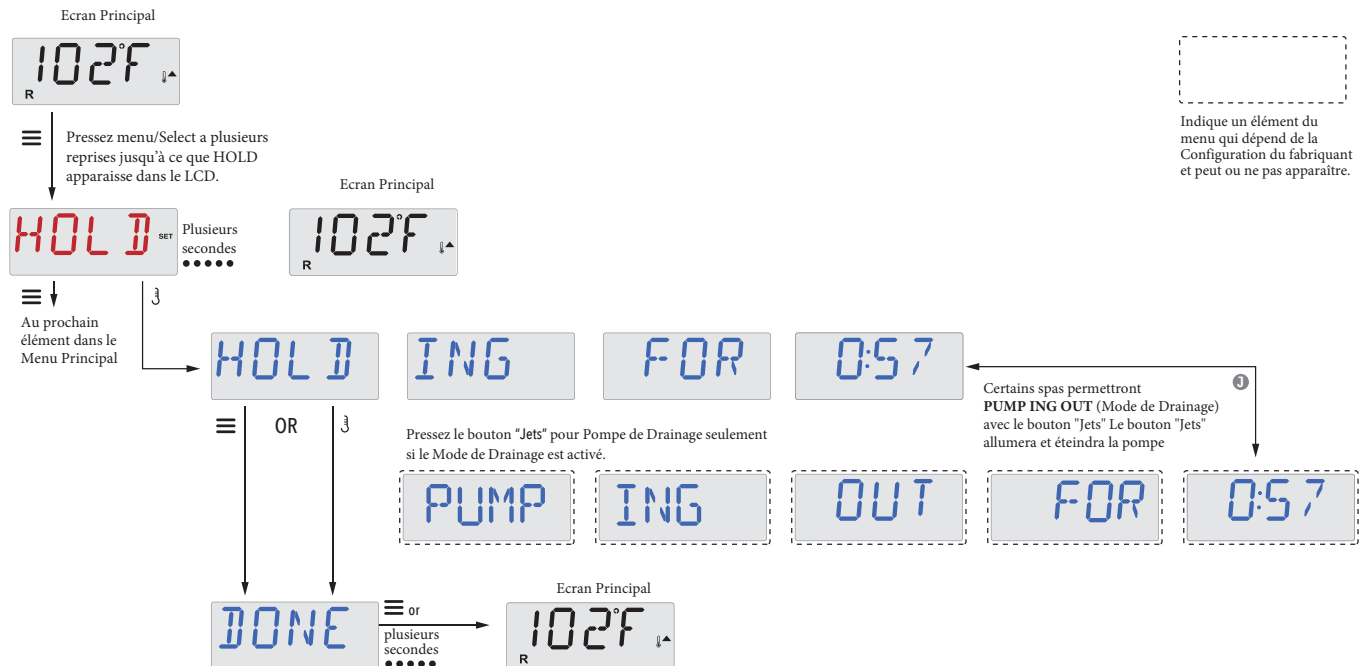 Ecran Principal
102°F
R
Pressez menu/Select a plusieurs
reprises jusqu'à ce que HOLD
apparaisse dans le LCD.
Indique un élément du
menu qui dépend de la
Configuration du fabriquant
et peut ou ne pas apparaître.
HOLD SET
Plusieurs
secondes
Ecran Principal
102°F
R
Au prochain
élément dans le
Menu Principal
HOLD ING FOR 0:57
Certains spas permettront
PUMP ING OUT (Mode de Drainage)
avec le bouton "Jets" Le bouton "Jets"
allumera et éteindra la pompe
J
OR
Pressez le bouton "Jets" pour Pompe de Drainage seulement
si le Mode de Drainage est activé.
PUMP ING OUT FOR 0:57
DONE
or
plusieurs
secondes
Ecran Principal
102°F
R